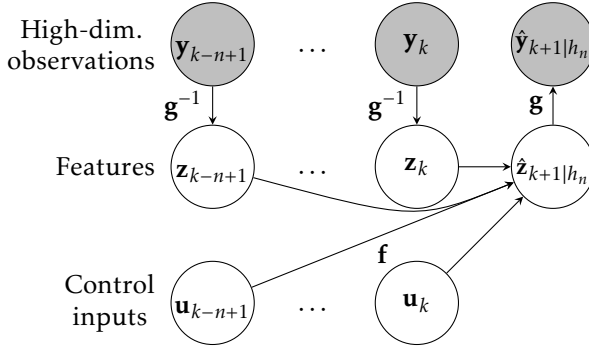 High-dim.
observations
y_{k−n+1}
...
y_k
ŷ_{k+1|h_n}
g^{−1}
g^{−1}
g
Features
z_{k−n+1}
...
z_k
ẑ_{k+1|h_n}
f
Control
inputs
u_{k−n+1}
...
u_k